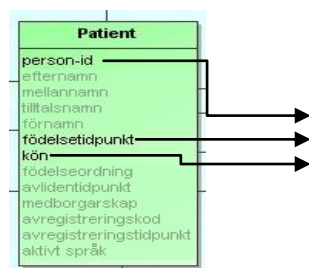 Patient
person-id
efternamn
mellannamn
tilltalsnamn
förnamn
födelsetidpunkt
kön
födelseordning
avlidentidpunkt
medborgarskap
avregistreringskod
avregistreringstidpunkt
aktivt språk